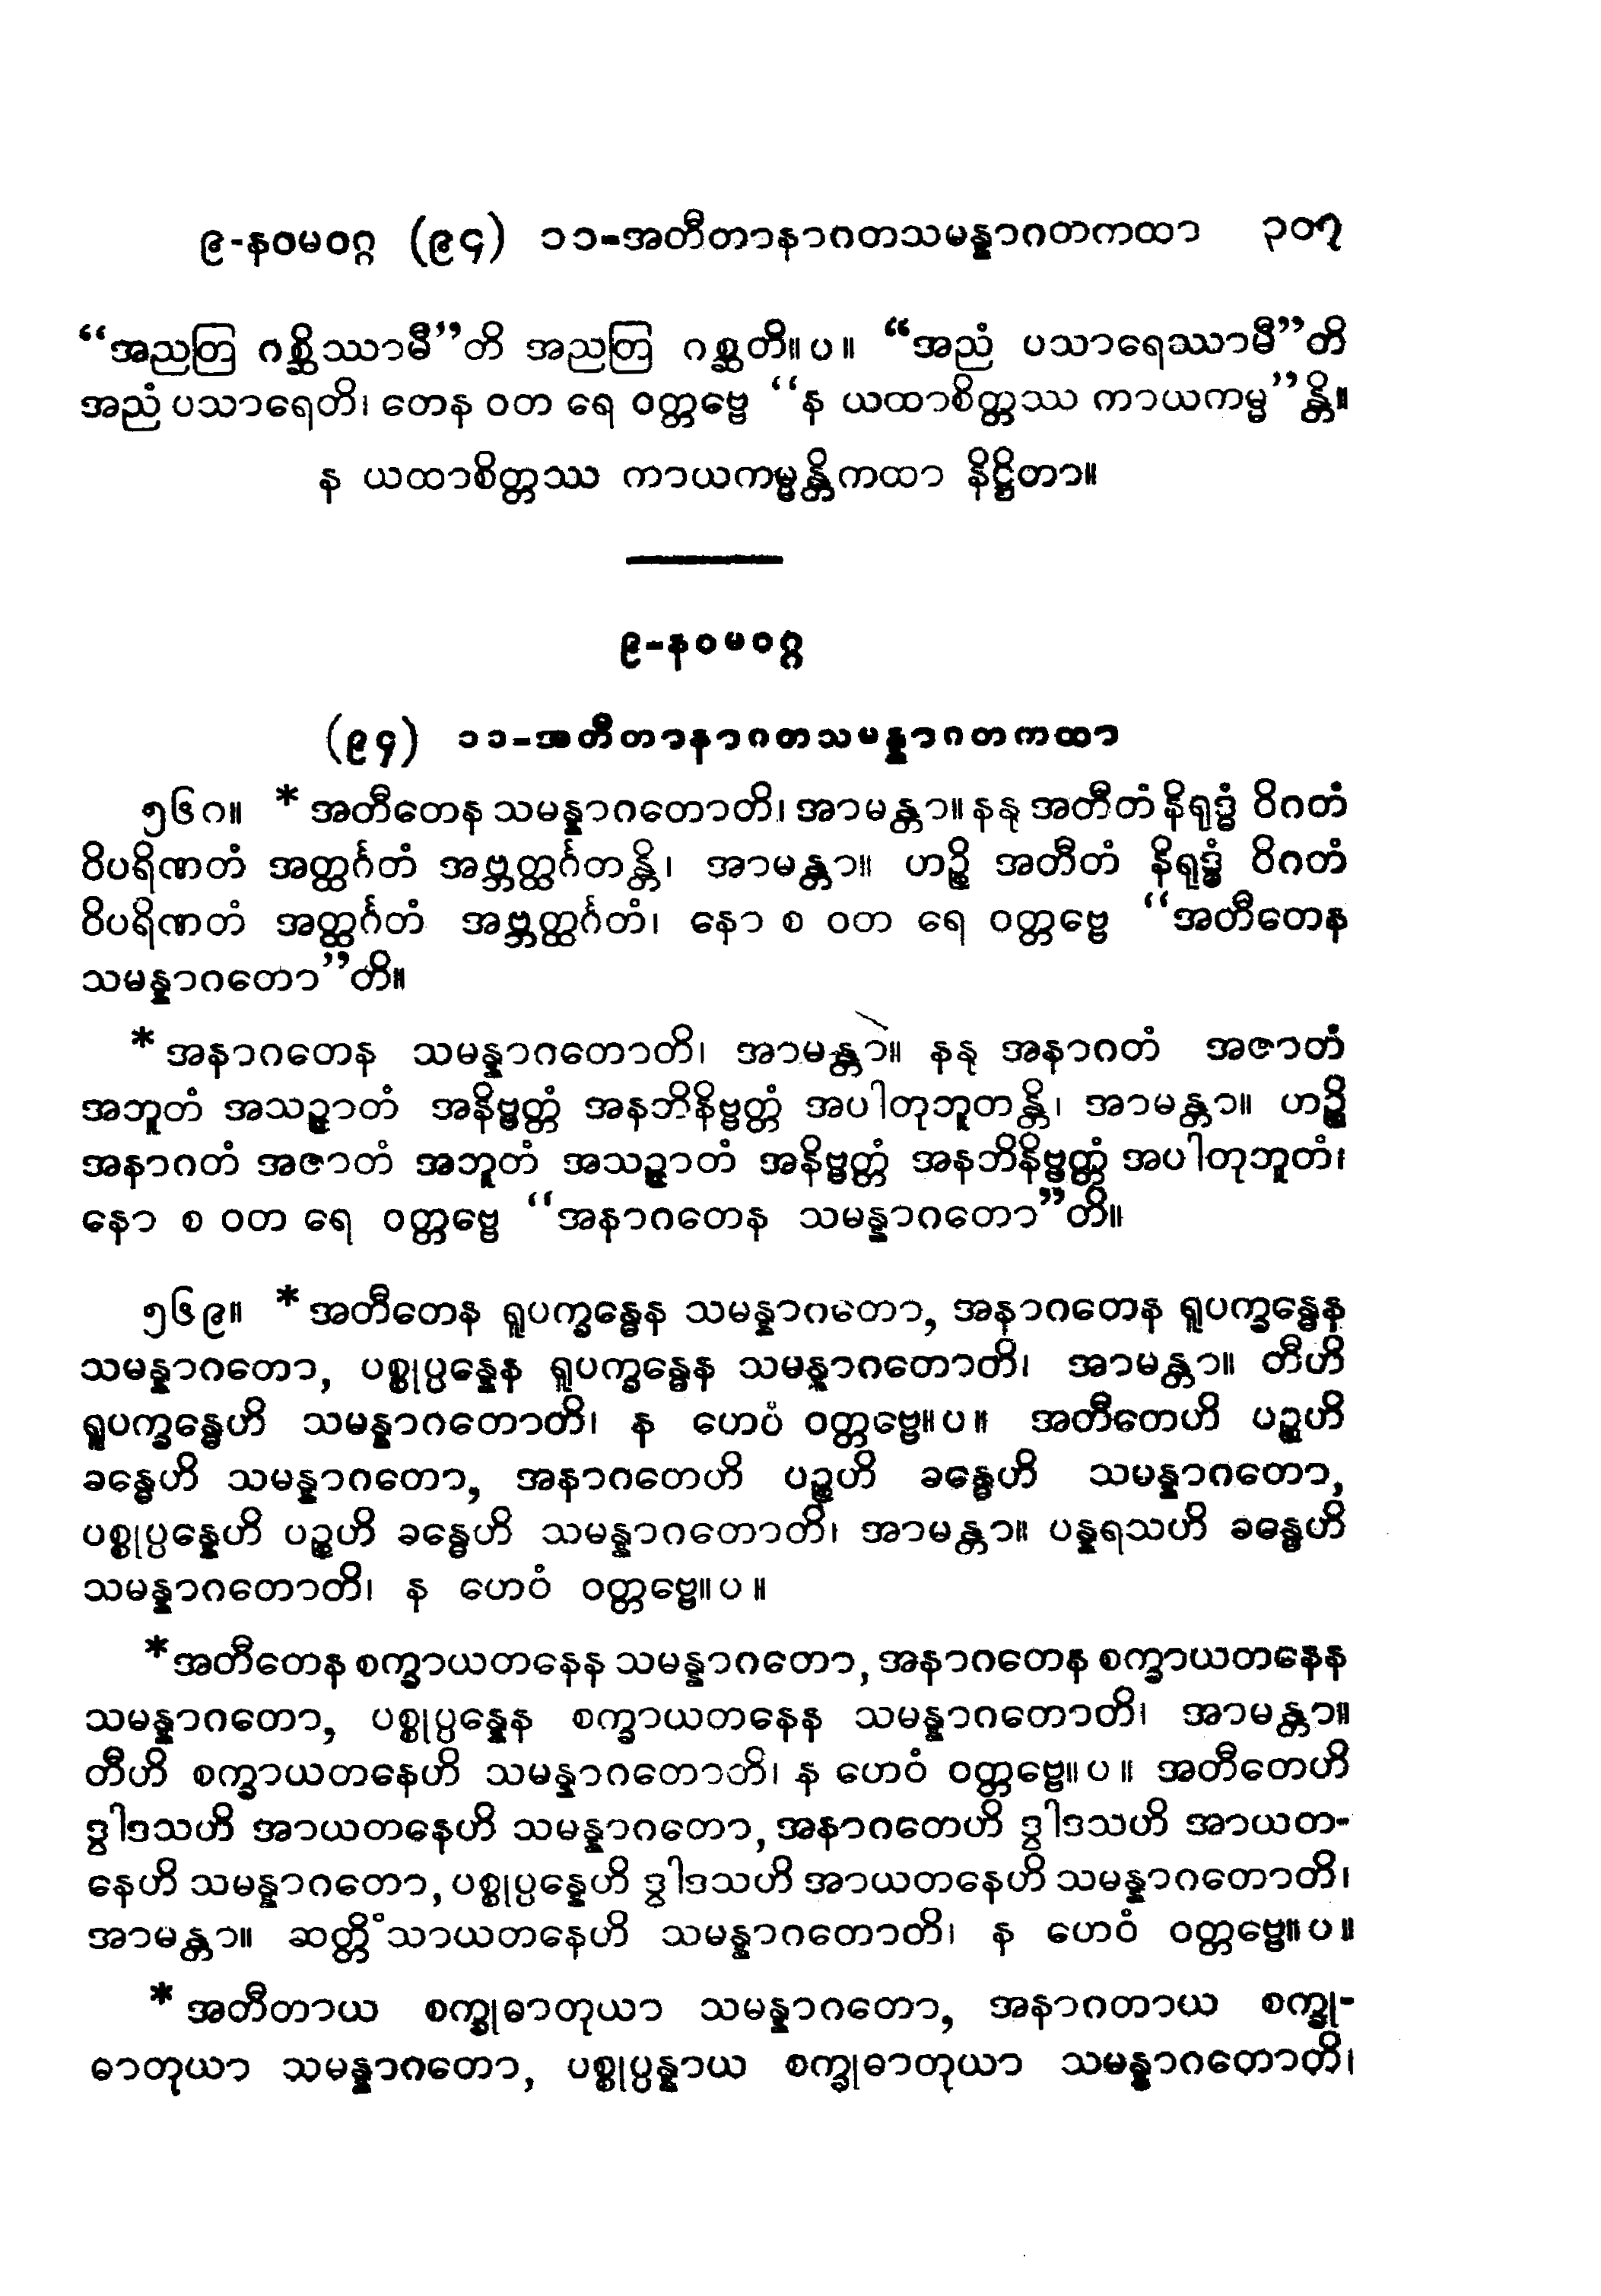 ၉-နဝမဝဂ္ဂ (၉၄) ၁၁-အတီတာနာဂတသမန္နာဂတကထာ ၃၀၇
“အညတြ ဂစ္ဆိဿာမီ”တိ အညတြ ဂစ္ဆတိ။ပ။ “အညံ ပသာရေဿာမီ”တိ
အညံ ပသာရေတိ၊ တေန ဝတ ရေ ဝတ္တဗ္ဗေ “န ယထာစိတ္တဿ ကာယကမ္မ”န္တိ။
န ယထာစိတ္တဿ ကာယကမ္မန္တိကထာ နိဋ္ဌိတာ။
၉-နဝမဝဂ္ဂ
(၉၄) ၁၁-အတီတာနာဂတသမန္နာဂတကထာ
၅၆ဂ။ * အတီတေန သမန္နာဂတောတိ၊ အာမန္တာ။ နနု အတီတံ နိရုဒ္ဓံ ဝိဂတံ
ဝိပရိဏတံ အတ္ထင်္ဂတံ အဗ္ဘတ္ထင်္ဂတန္တိ၊ အာမန္တာ။ ဟဉ္စိ အတီတံ နိရုဒ္ဓံ ဝိဂတံ
ဝိပရိဏတံ အတ္ထင်္ဂတံ အဗ္ဘတ္ထင်္ဂတံ၊ နော စ ဝတ ရေ ဝတ္တဗ္ဗေ “အတီတေန
သမန္နာဂတော”တိ။
* အနာဂတေန သမန္နာဂတောတိ၊ အာမန္တာ။ နနု အနာဂတံ အဇာတံ
အဘူတံ အသဉ္ဇာတံ အနိဗ္ဗတ္တံ အနဘိနိဗ္ဗတ္တံ အပါတုဘူတန္တိ၊ အာမန္တာ။ ဟဉ္စိ
အနာဂတံ အဇာတံ အဘူတံ အသဉ္ဇာတံ အနိဗ္ဗတ္တံ အနဘိနိဗ္ဗတ္တံ အပါတုဘူတံ၊
နော စ ဝတ ရေ ဝတ္တဗ္ဗေ “အနာဂတေန သမန္နာဂတော”တိ။
၅၆၉။ * အတီတေန ရူပက္ခန္ဓေန သမန္နာဂတော, အနာဂတေန ရူပက္ခန္ဓေန
သမန္နာဂတော, ပစ္စုပ္ပန္နေန ရူပက္ခန္ဓေန သမန္နာဂတောတိ၊ အာမန္တာ။ တီဟိ
ရူပက္ခန္ဓေဟိ သမန္နာဂတောတိ၊ န ဟေဝံ ဝတ္တဗ္ဗေ။ပ။ အတီတေဟိ ပဉ္စဟိ
ခန္ဓေဟိ သမန္နာဂတော, အနာဂတေဟိ ပဉ္စဟိ ခန္ဓေဟိ သမန္နာဂတော,
ပစ္စုပ္ပန္နေဟိ ပဉ္စဟိ ခန္ဓေဟိ သမန္နာဂတောတိ၊ အာမန္တာ။ ပန္နရသဟိ ခန္ဓေဟိ
သမန္နာဂတောတိ၊ န ဟေဝံ ဝတ္တဗ္ဗေ။ပ။
* အတီတေန စက္ခာယတနေန သမန္နာဂတော, အနာဂတေန စက္ခာယတနေန
သမန္နာဂတော, ပစ္စုပ္ပန္နေန စက္ခာယတနေန သမန္နာဂတောတိ၊ အာမန္တာ။
တီဟိ စက္ခာယတနေဟိ သမန္နာဂတောတိ၊ န ဟေဝံ ဝတ္တဗ္ဗေ။ပ။ အတီတေဟိ
ဒွါဒသဟိ အာယတနေဟိ သမန္နာဂတော, အနာဂတေဟိ ဒွါဒသဟိ အာယတ-
နေဟိ သမန္နာဂတော, ပစ္စုပ္ပန္နေဟိ ဒွါဒသဟိ အာယတနေဟိ သမန္နာဂတောတိ၊
အာမန္တာ။ ဆတ္တိံသာယတနေဟိ သမန္နာဂတောတိ၊ န ဟေဝံ ဝတ္တဗ္ဗေ။ပ။
* အတီတာယ စက္ခုဓာတုယာ သမန္နာဂတော, အနာဂတာယ စက္ခု-
ဓာတုယာ သမန္နာဂတော, ပစ္စုပ္ပန္နာယ စက္ခုဓာတုယာ သမန္နာဂတောတိ၊